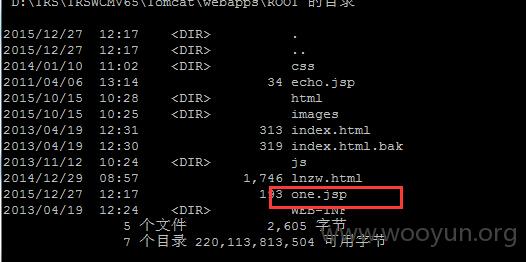 D:\TRS\TRSWCMV65\Tomcat\webapps\ROOT 的目录
2015/12/27 12:17 <DIR> .
2015/12/27 12:17 <DIR> ..
2014/01/10 11:02 <DIR> css
2011/04/06 13:14 34 echo.jsp
2015/10/15 10:28 <DIR> html
2015/10/15 10:25 <DIR> images
2013/04/19 12:31 313 index.html
2013/04/19 12:30 319 index.html.bak
2013/11/12 10:24 <DIR> js
2014/12/29 08:57 1,746 lnzw.html
2015/12/27 12:17 193 one.jsp
2013/04/19 12:24 <DIR> WEB-INF
5 个文件 2,605 字节
7 个目录 220,113,813,504 可用字节
www.wooyun.org